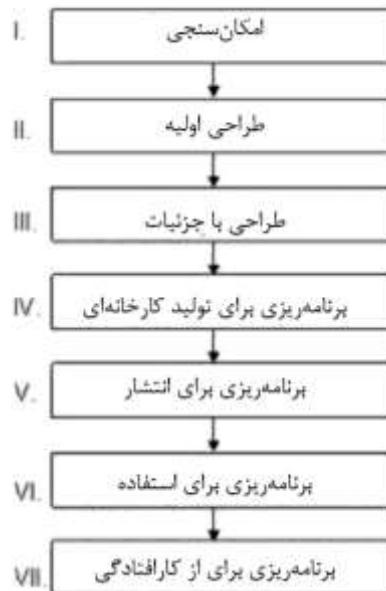 I. امکان‌سنجی
II. طراحی اولیه
III. طراحی با جزئیات
IV. برنامه‌ریزی برای تولید کارخانه‌ای
V. برنامه‌ریزی برای انتشار
VI. برنامه‌ریزی برای استفاده
VII. برنامه‌ریزی برای از کارافتادگی